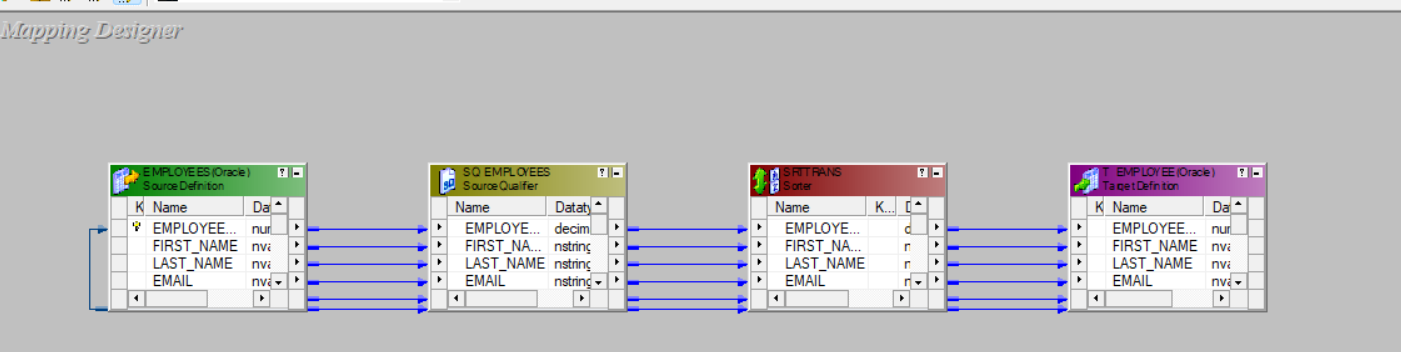 Mapping Designer
EMPLOYEES (Oracle)
Source Definition
K Name Dat
EMPLOYEE... nur
FIRST_NAME nva
LAST_NAME nva
EMAIL nva
SQ_EMPLOYEES
Source Qualifier
Name Dataty
EMPLOYE... decim
FIRST_NA... nstring
LAST_NAME nstring
EMAIL nstring
SRTTRANS
Sorter
Name K... D
EMPLOYE... d
FIRST_NA... n
LAST_NAME n
EMAIL n
T_EMPLOYEE (Oracle)
Target Definition
K Name Dat
EMPLOYEE... nur
FIRST_NAME nva
LAST_NAME nva
EMAIL nva